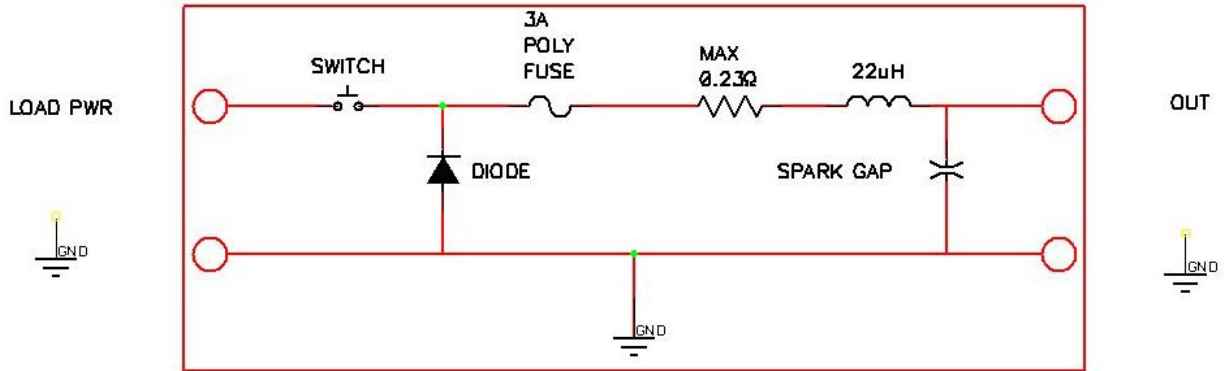 3A
POLY
FUSE
MAX
0.23Ω
SWITCH
22uH
LOAD PWR
OUT
DIODE
SPARK GAP
GND
GND
GND